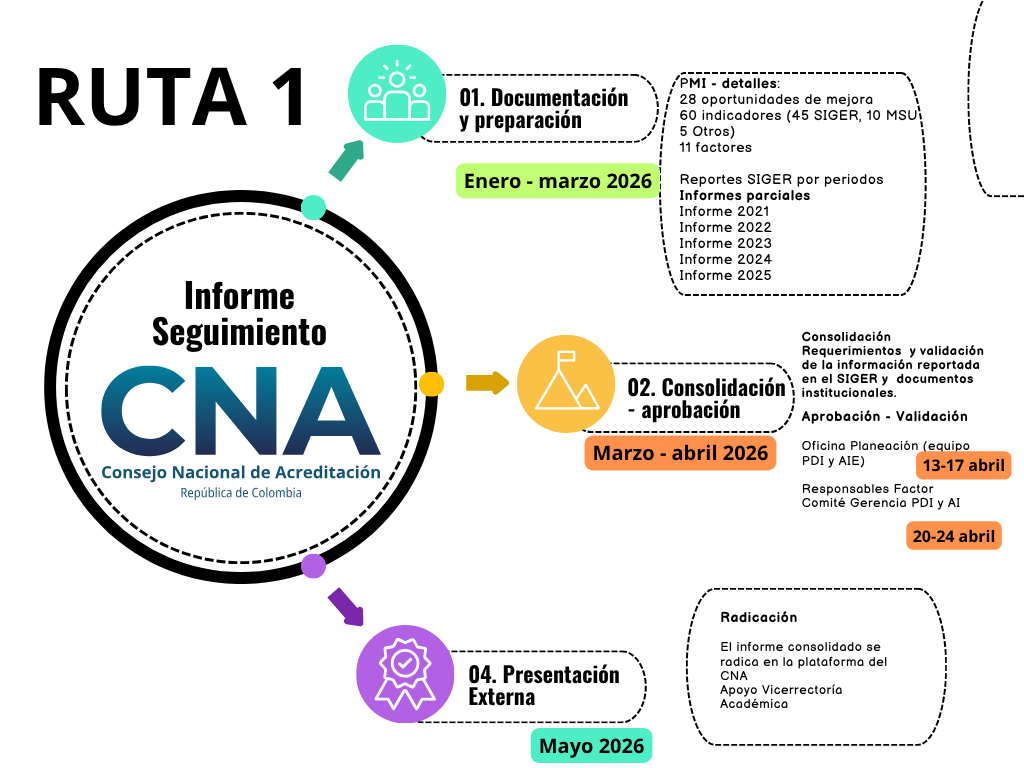 RUTA 1
01. Documentación
y preparación
Enero - marzo 2026
PMI - detalles:
28 oportunidades de mejora
60 indicadores (45 SIGER, 10 MSU
5 Otros)
11 factores
Reportes SIGER por periodos
Informes parciales
Informe 2021
Informe 2022
Informe 2023
Informe 2024
Informe 2025
Informe
Seguimiento
CNA
Consejo Nacional de Acreditación
República de Colombia
02. Consolidación
- aprobación
Marzo - abril 2026
Consolidación
Requerimientos y validación
de la información reportada
en el SIGER y documentos
institucionales.
Aprobación - Validación
Oficina Planeación (equipo
PDI y AIE)
13-17 abril
Responsables Factor
Comité Gerencia PDI y AI
20-24 abril
04. Presentación
Externa
Mayo 2026
Radicación
El informe consolidado se
radica en la plataforma del
CNA
Apoyo Vicerrectoría
Académica